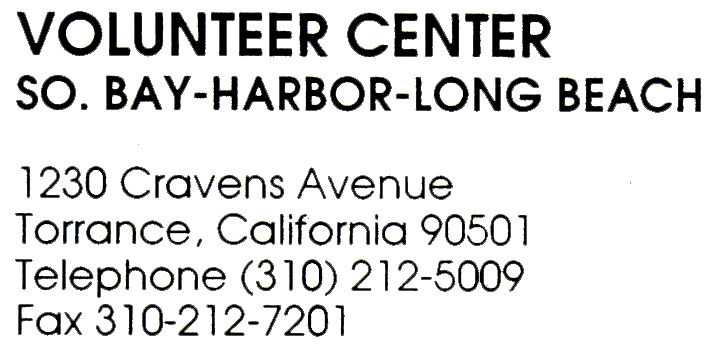 VOLUNTEER CENTER
SO. BAY-HARBOR-LONG BEACH
1230 Cravens Avenue
Torrance, California 90501
Telephone (310) 212-5009
Fax 310-212-7201